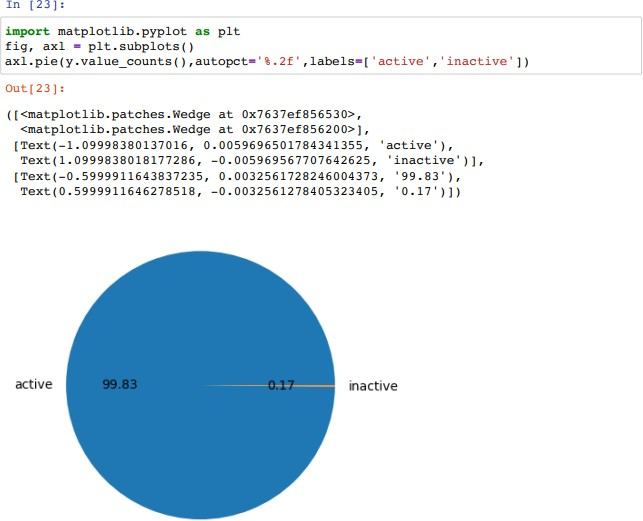 In [23]:
import matplotlib.pyplot as plt
fig, axl = plt.subplots()
axl.pie(y.value_counts(),autopct='%.2f',labels=['active','inactive'])
Out[23]:
([<matplotlib.patches.Wedge at 0x7637ef856530>,
<matplotlib.patches.Wedge at 0x7637ef856200>],
[Text(-1.09998380137016, 0.0059696501784341355, 'active'),
Text(1.0999838018177286, -0.005969567707642625, 'inactive')],
[Text(-0.5999911643837235, 0.0032561728246004373, '99.83'),
Text(0.5999911646278518, -0.0032561278405323405, '0.17')])
active 99.83 0.17 inactive